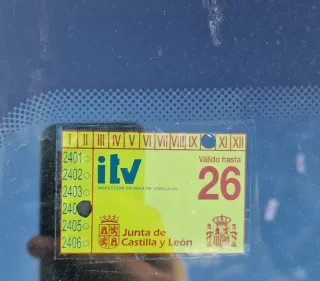 I II III IV V VI VII VIII IX XI XII
2401
2402
2403
240
2405
2406
itv
INSPECCIÓN TÉCNICA DE VEHÍCULOS
Válido hasta
26
Junta de
Castilla y León